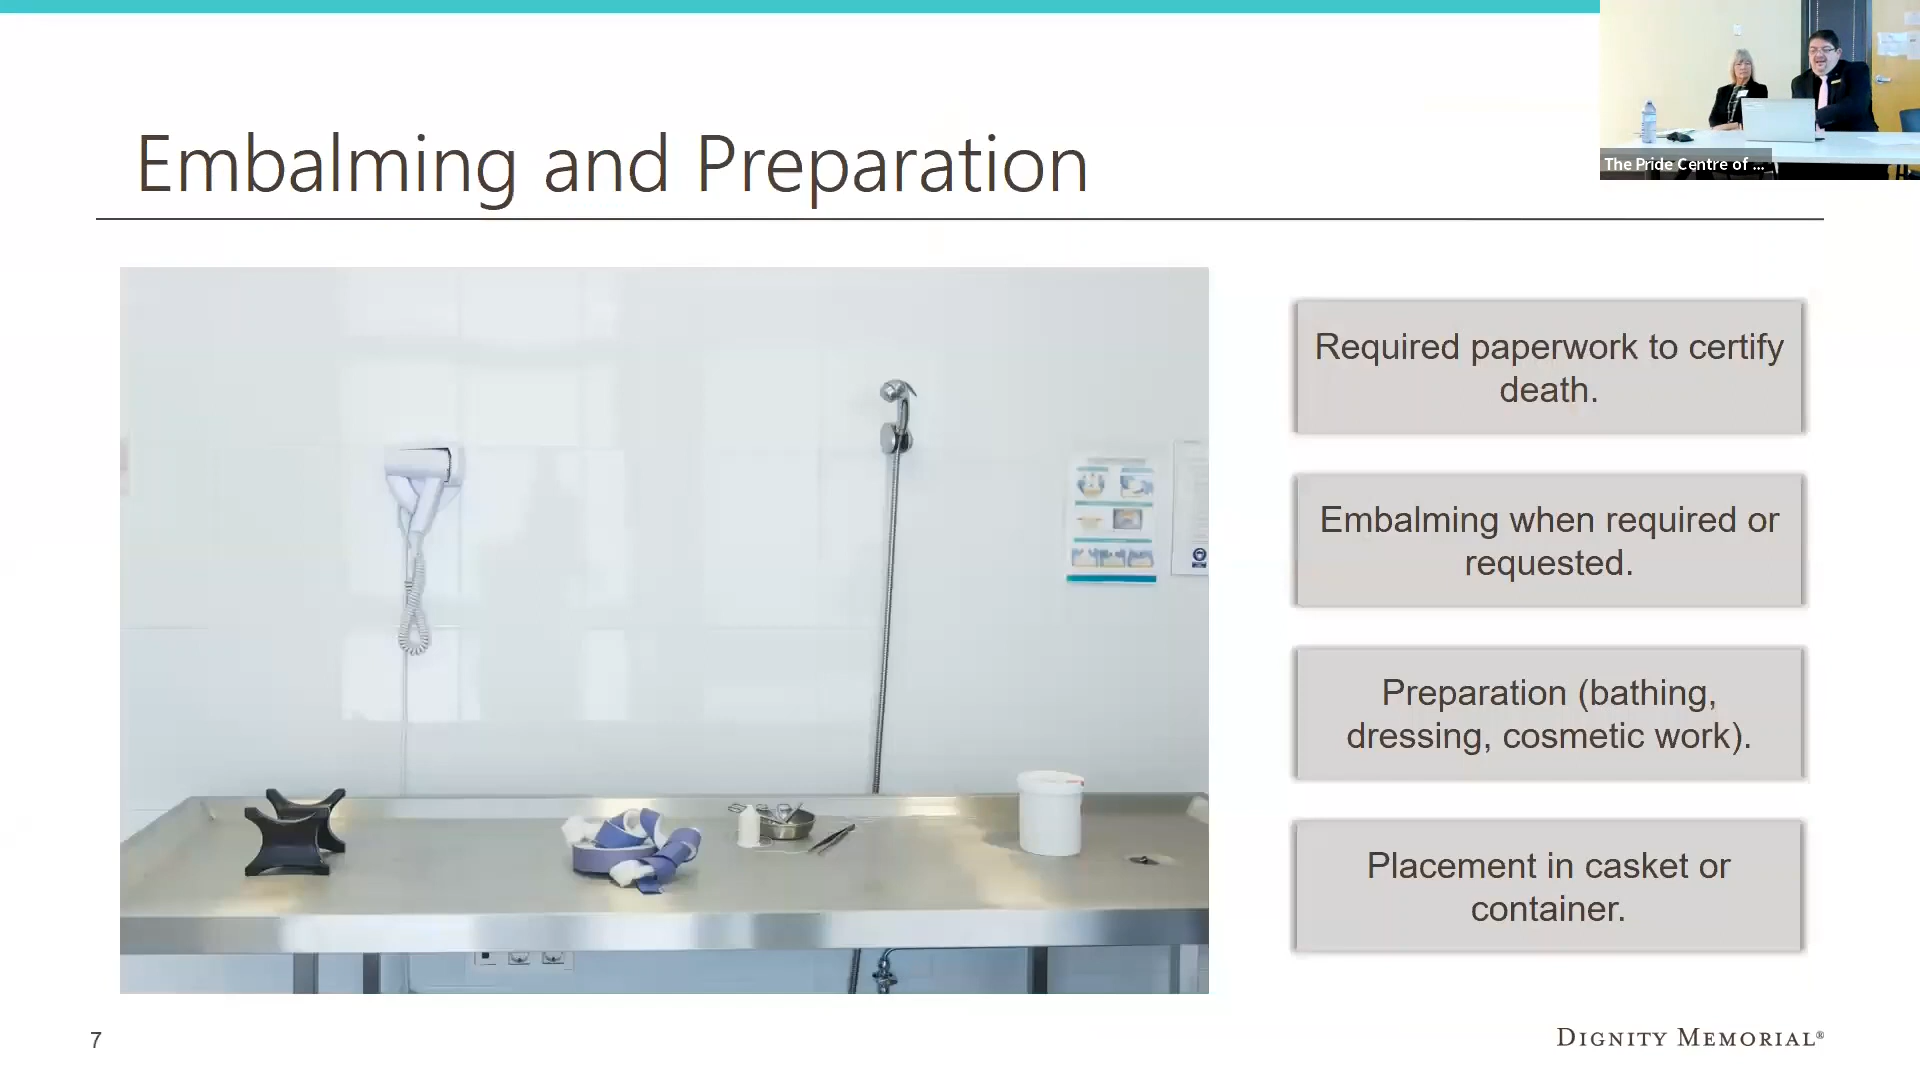 The Pride Centre of ...
Embalming and Preparation
Required paperwork to certify
death.
Embalming when required or
requested.
Preparation (bathing,
dressing, cosmetic work).
Placement in casket or
container.
7
DIGNITY MEMORIAL®